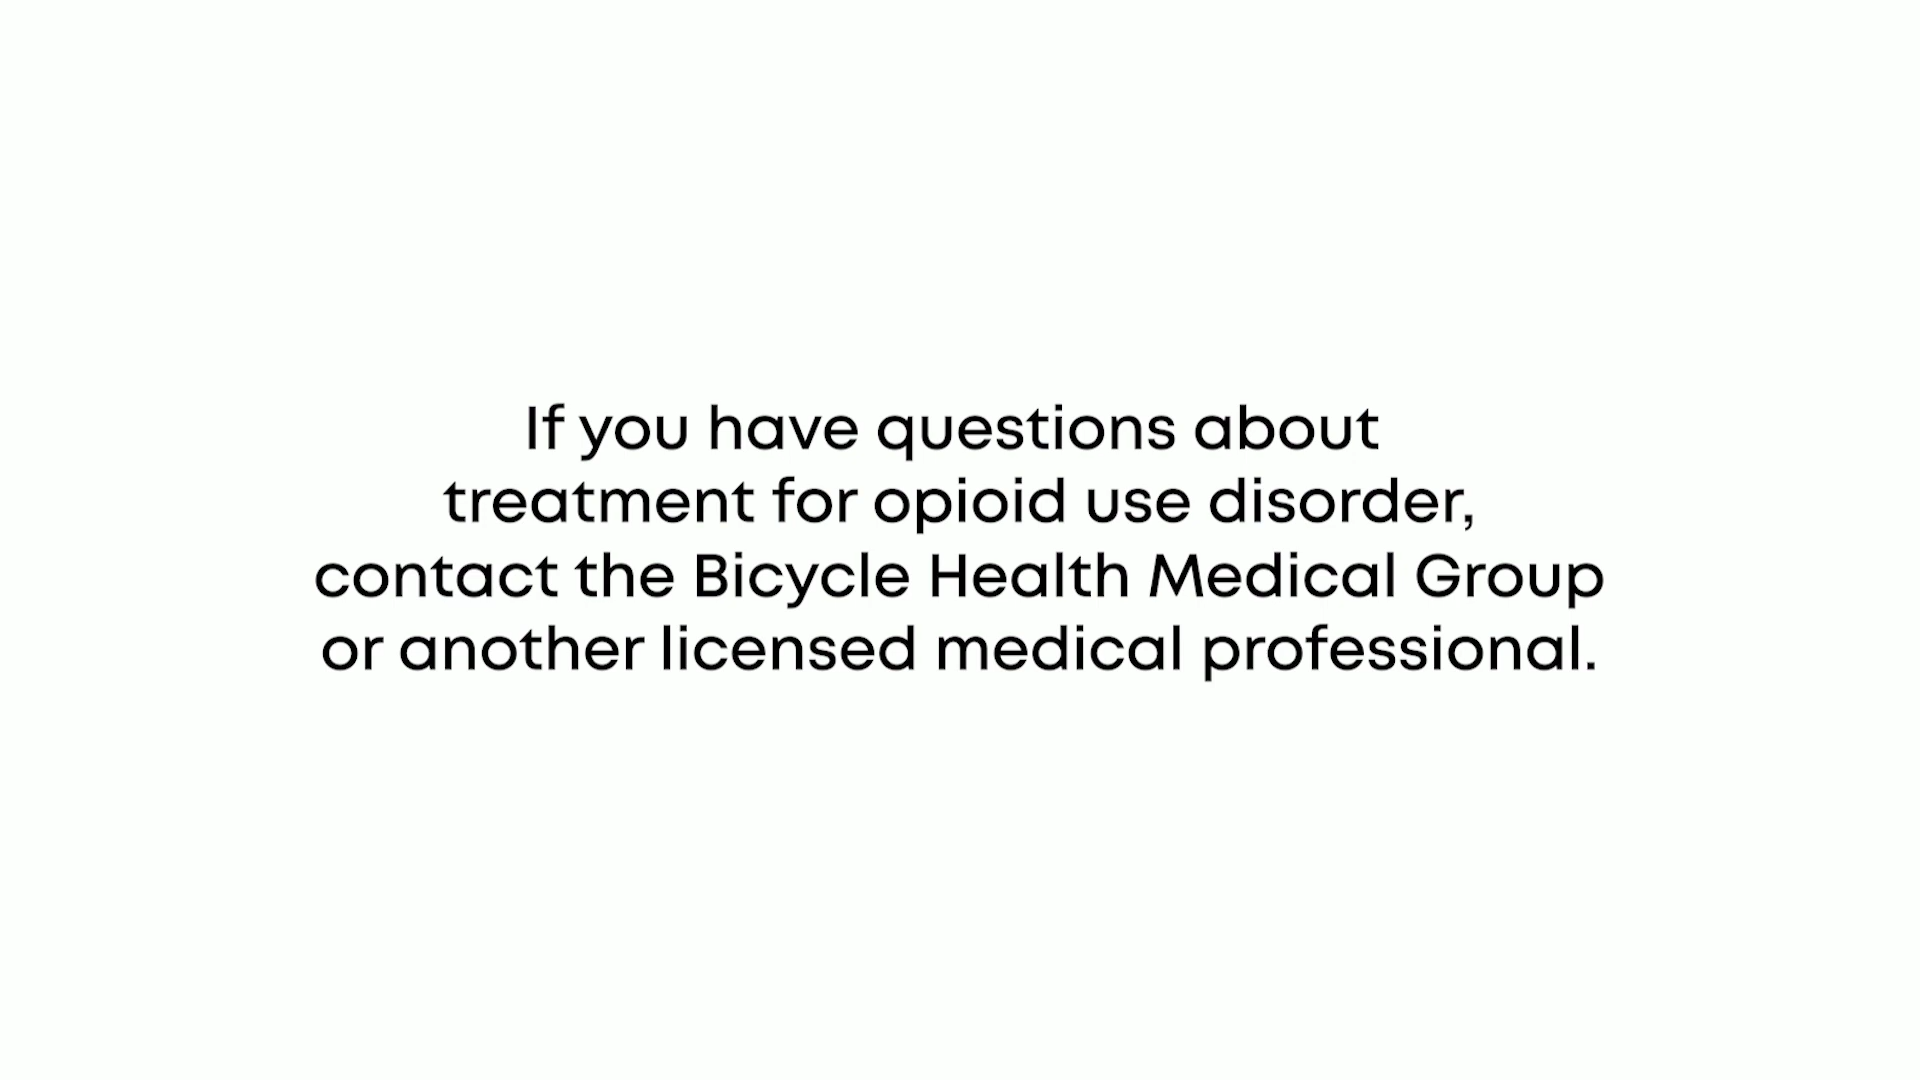 If you have questions about
treatment for opioid use disorder,
contact the Bicycle Health Medical Group
or another licensed medical professional.